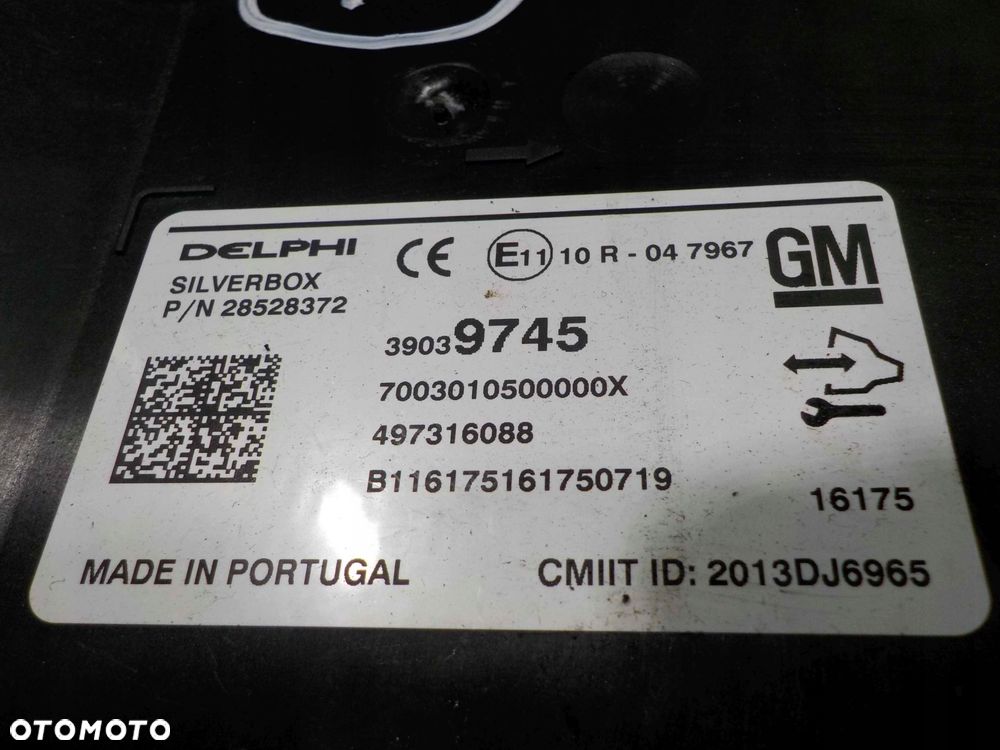 DELPHI
SILVERBOX
P/N 28528372
CE
E11 10 R - 04 7967
GM
39039745
7003010500000X
497316088
B116175161750719
16175
MADE IN PORTUGAL
CMIIT ID: 2013DJ6965
OTOMOTO